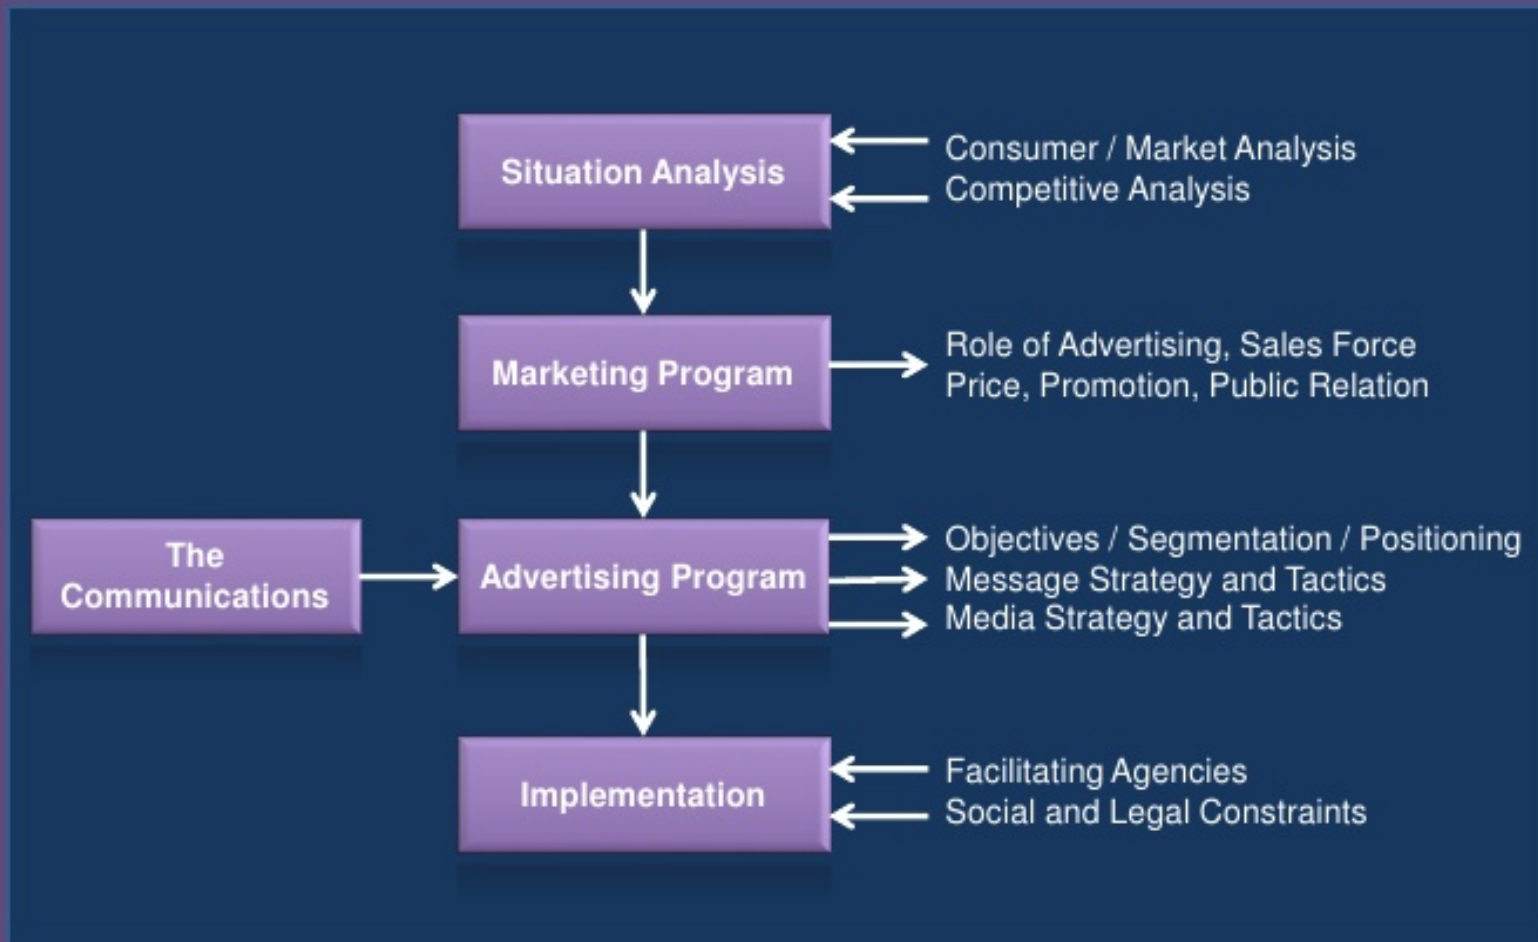 Situation Analysis
Consumer / Market Analysis
Competitive Analysis
Marketing Program
Role of Advertising, Sales Force
Price, Promotion, Public Relation
The
Communications
Advertising Program
Objectives / Segmentation / Positioning
Message Strategy and Tactics
Media Strategy and Tactics
Implementation
Facilitating Agencies
Social and Legal Constraints